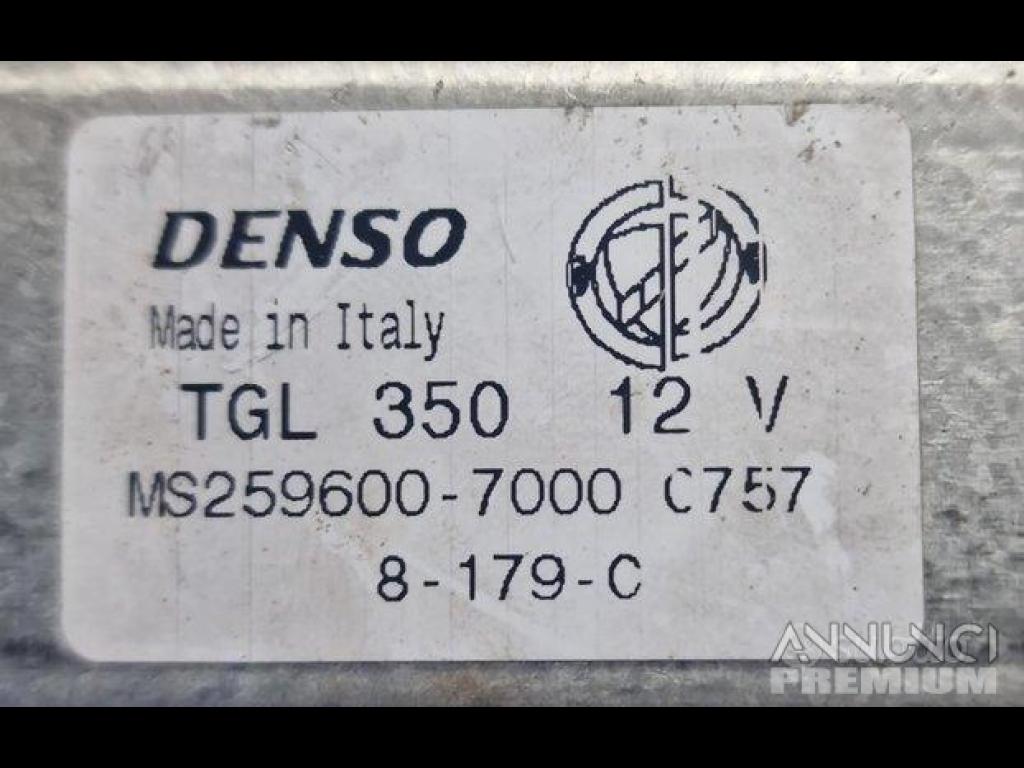 DENSO
Made in Italy
TGL 350 12 V
MS259600-7000 C757
8-179-C
ANNUNCI
PREMIUM